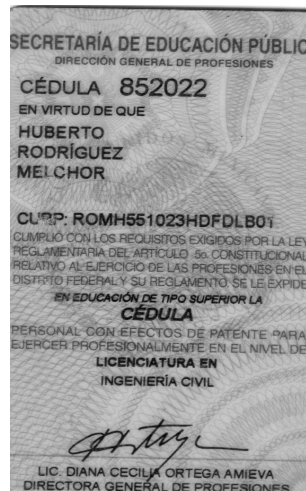 SECRETARÍA DE EDUCACIÓN PÚBLIC
DIRECCIÓN GENERAL DE PROFESIONES
CÉDULA 852022
EN VIRTUD DE QUE
HUBERTO
RODRÍGUEZ
MELCHOR
CURP: ROMH551023HDFDLB01
CUMPLIÓ CON LOS REQUISITOS EXIGIDOS POR LA LEY
REGLAMENTARIA DEL ARTÍCULO 5o. CONSTITUCIONAL
RELATIVO AL EJERCICIO DE LAS PROFESIONES EN EL
DISTRITO FEDERAL Y SU REGLAMENTO SE LE EXPIDE
EN EDUCACIÓN DE TIPO SUPERIOR LA
CÉDULA
PERSONAL CON EFECTOS DE PATENTE PARA
EJERCER PROFESIONALMENTE EN EL NIVEL DE
LICENCIATURA EN
INGENIERÍA CIVIL
LIC. DIANA CECILIA ORTEGA AMIEVA
DIRECTORA GENERAL DE PROFESIONES